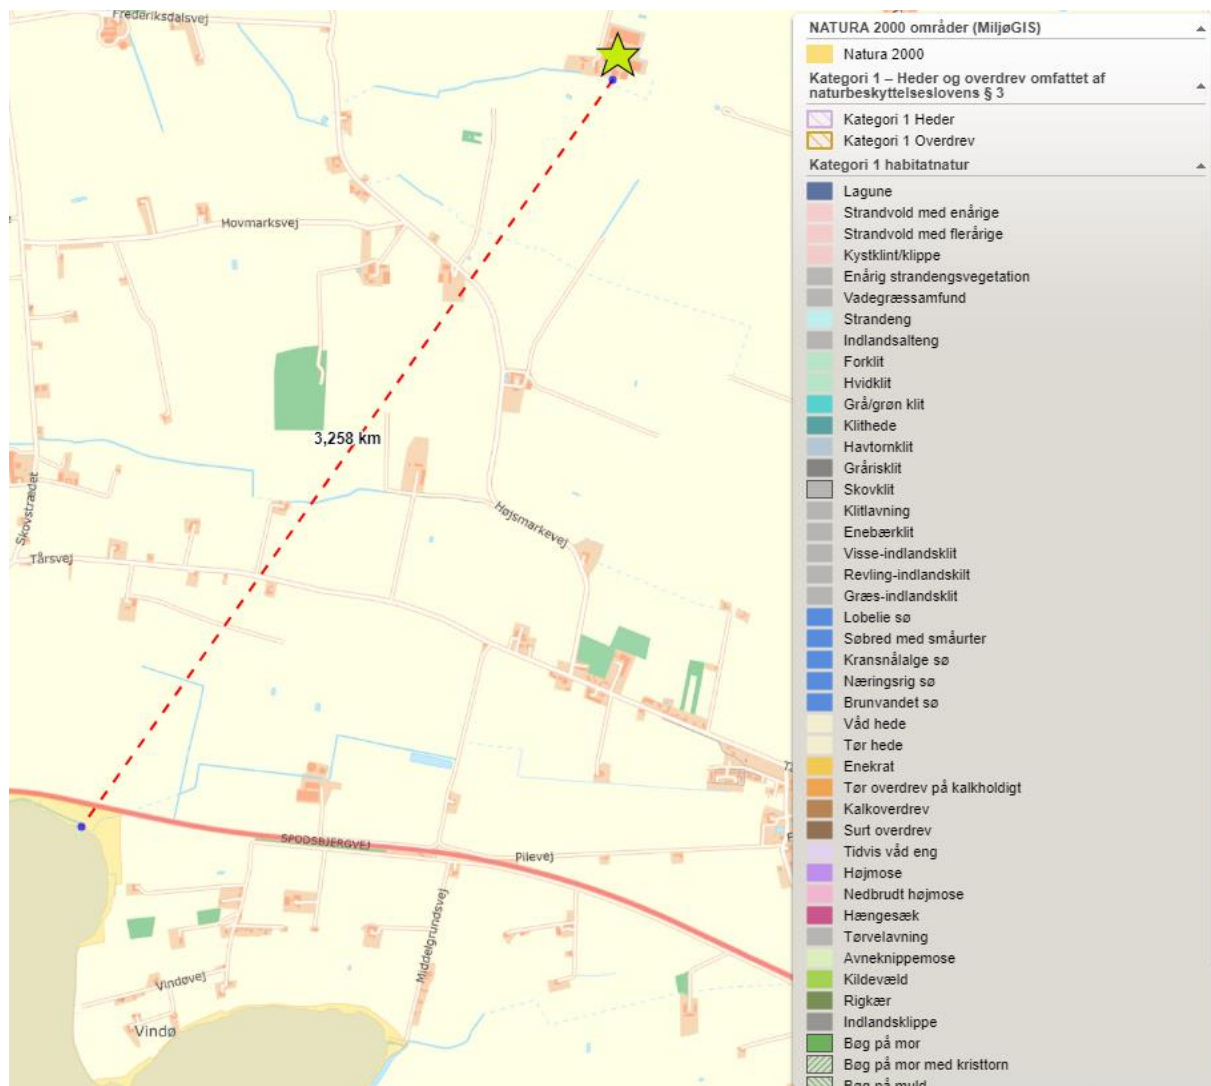 Frederiksdalsvej
Hovmarksvej
3,258 km
Skovstrædet
Højsmarkevej
Tårsvej
SPODSBJERGVEJ
Pilevej
Middelgrundsvej
Vindøvej
Vindø
NATURA 2000 områder (MiljøGIS)
Natura 2000
Kategori 1 – Heder og overdrev omfattet af
naturbeskyttelseslovens § 3
Kategori 1 Heder
Kategori 1 Overdrev
Kategori 1 habitatnatur
Lagune
Strandvold med enårige
Strandvold med flerårige
Kystklint/klippe
Enårig strandengsvegetation
Vadegræssamfund
Strandeng
Indlandsalteng
Forklit
Hvidklit
Grå/grøn klit
Klithede
Havtornklit
Grårisklit
Skovklit
Klitlavning
Enebærklit
Visse-indlandsklit
Revling-indlandskilt
Græs-indlandsklit
Lobelie sø
Søbred med småurter
Kransnålalge sø
Næringsrig sø
Brunvandet sø
Våd hede
Tør hede
Enekrat
Tør overdrev på kalkholdigt
Kalkoverdrev
Surt overdrev
Tidvis våd eng
Højmose
Nedbrudt højmose
Hængesæk
Tørvelavning
Avneknippemose
Kildevæld
Rigkær
Indlandsklippe
Bøg på mor
Bøg på mor med kristtorn
Bøg på muld